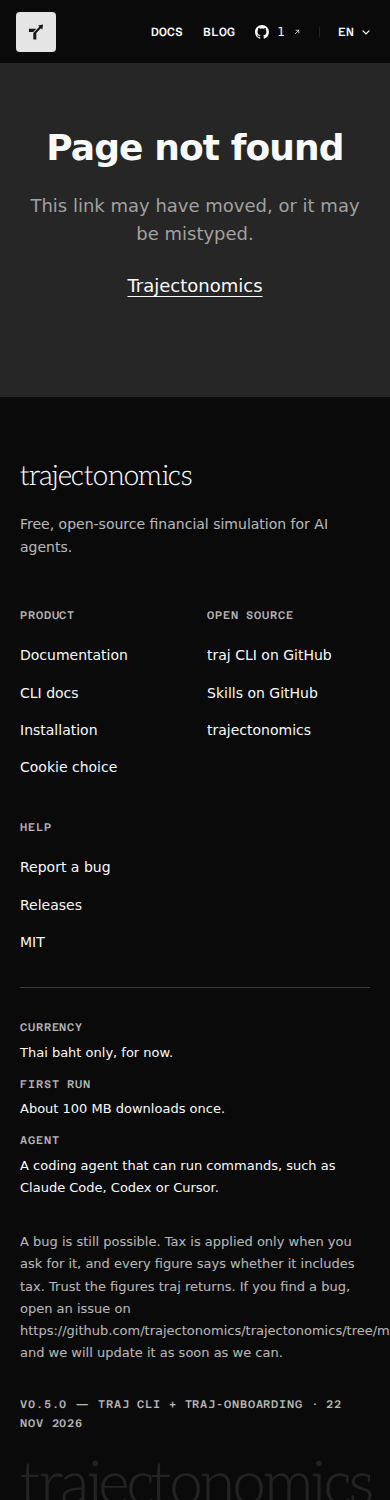 DOCS BLOG 1 EN
Page not found
This link may have moved, or it may
be mistyped.
Trajectonomics
trajectonomics
Free, open-source financial simulation for AI
agents.
PRODUCT
Documentation
CLI docs
Installation
Cookie choice
OPEN SOURCE
traj CLI on GitHub
Skills on GitHub
trajectonomics
HELP
Report a bug
Releases
MIT
CURRENCY
Thai baht only, for now.
FIRST RUN
About 100 MB downloads once.
AGENT
A coding agent that can run commands, such as
Claude Code, Codex or Cursor.
A bug is still possible. Tax is applied only when you
ask for it, and every figure says whether it includes
tax. Trust the figures traj returns. If you find a bug,
open an issue on
https://github.com/trajectonomics/trajectonomics/tree/m
and we will update it as soon as we can.
V0.5.0 — TRAJ CLI + TRAJ-ONBOARDING · 22
NOV 2026
trajectonomics